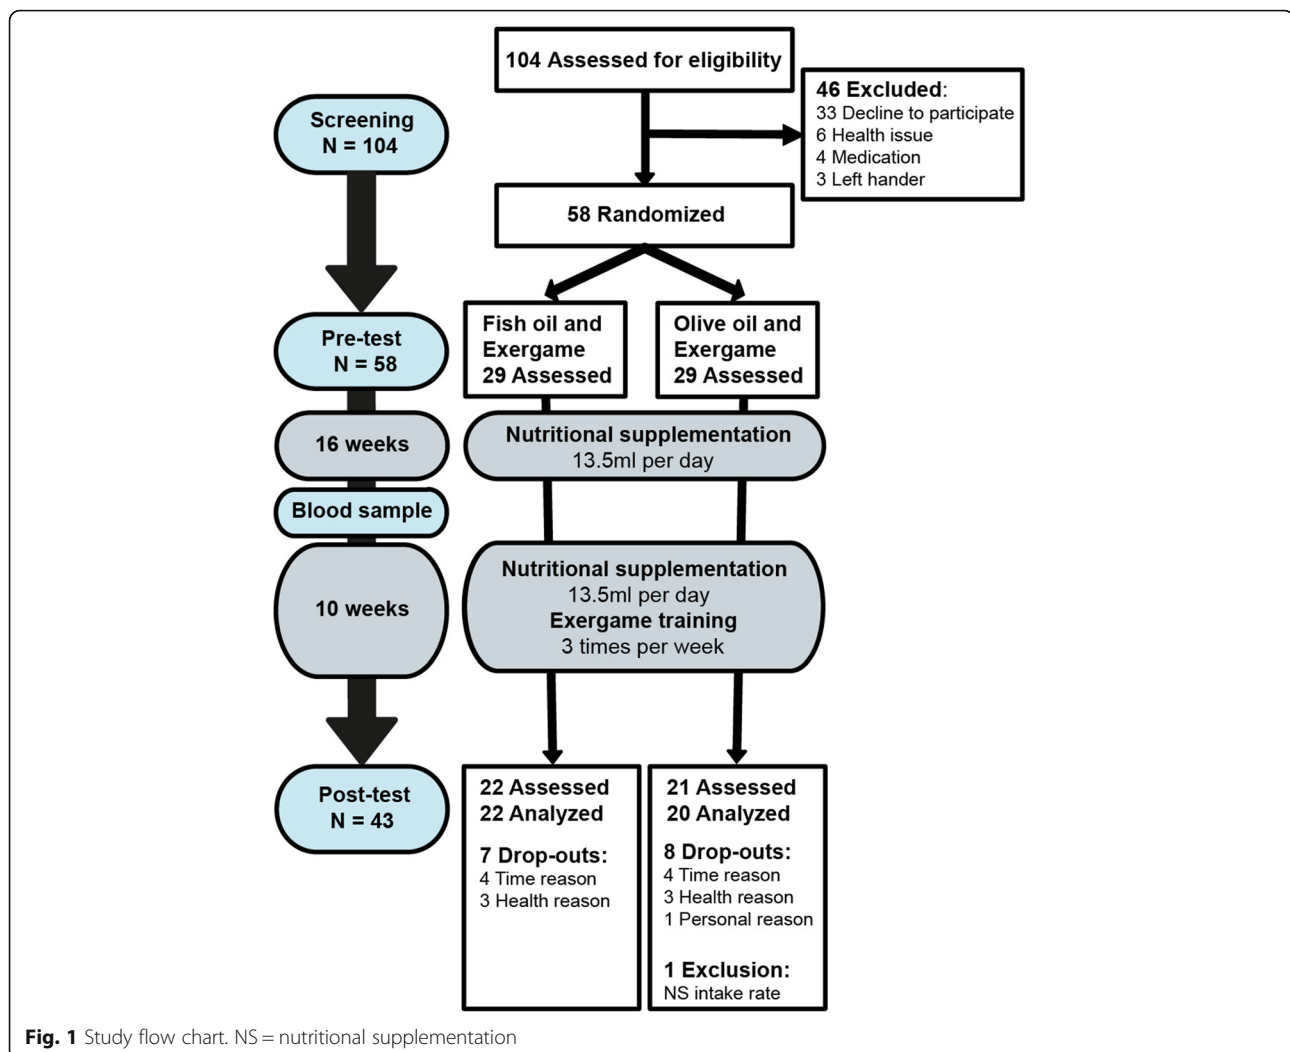 104 Assessed for eligibility
46 Excluded:
33 Decline to participate
6 Health issue
4 Medication
3 Left hander
Screening
N = 104
58 Randomized
Pre-test
N = 58
Fish oil and
Exergame
29 Assessed
Olive oil and
Exergame
29 Assessed
16 weeks
Nutritional supplementation
13.5ml per day
Blood sample
10 weeks
Nutritional supplementation
13.5ml per day
Exergame training
3 times per week
Post-test
N = 43
22 Assessed
22 Analyzed
7 Drop-outs:
4 Time reason
3 Health reason
21 Assessed
20 Analyzed
8 Drop-outs:
4 Time reason
3 Health reason
1 Personal reason
1 Exclusion:
NS intake rate
Fig. 1 Study flow chart. NS = nutritional supplementation